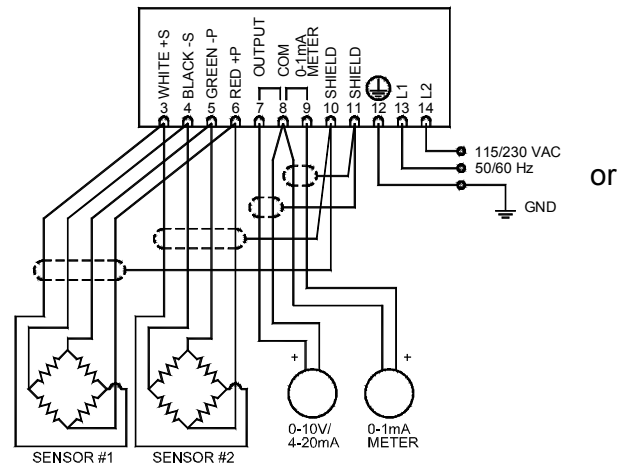 WHITE +S
BLACK -S
GREEN -P
RED +P
OUTPUT
COM
0-1mA
METER
SHIELD
SHIELD
L1
L2
3 4 5 6 7 8 9 10 11 12 13 14
115/230 VAC
50/60 Hz
or
GND
+
+
0-10V/
4-20mA
0-1mA
METER
SENSOR #1
SENSOR #2